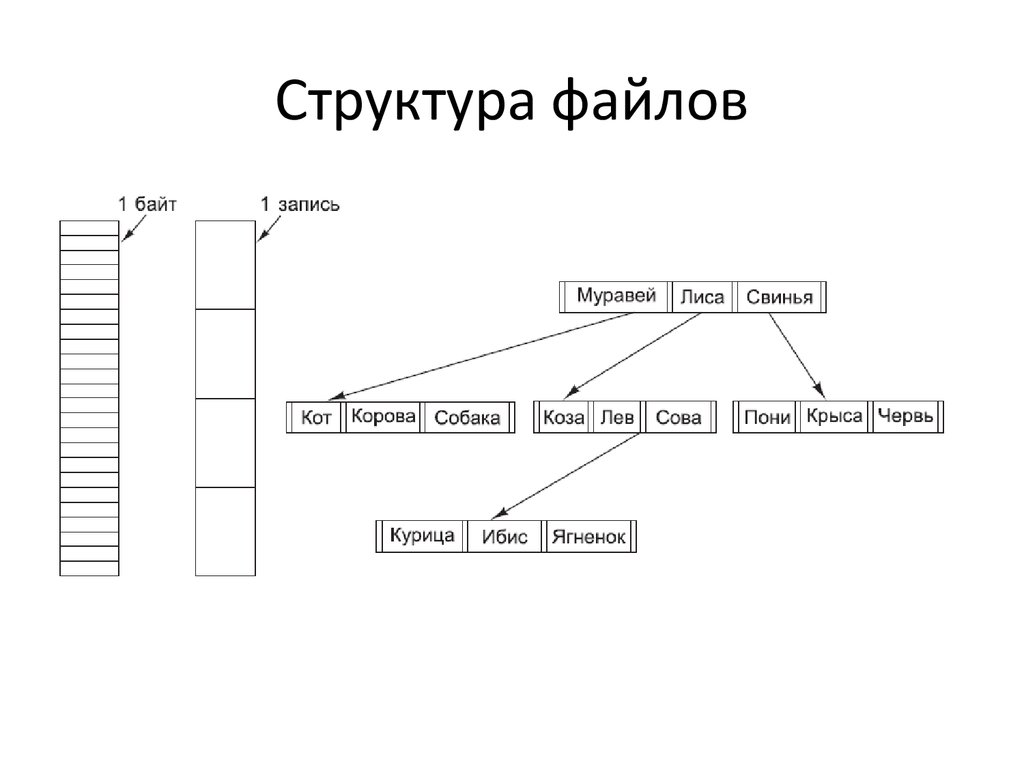 Структура файлов
1 байт
1 запись
Муравей Лиса Свинья
Кот Корова Собака
Коза Лев Сова
Пони Крыса Червь
Курица Ибис Ягненок